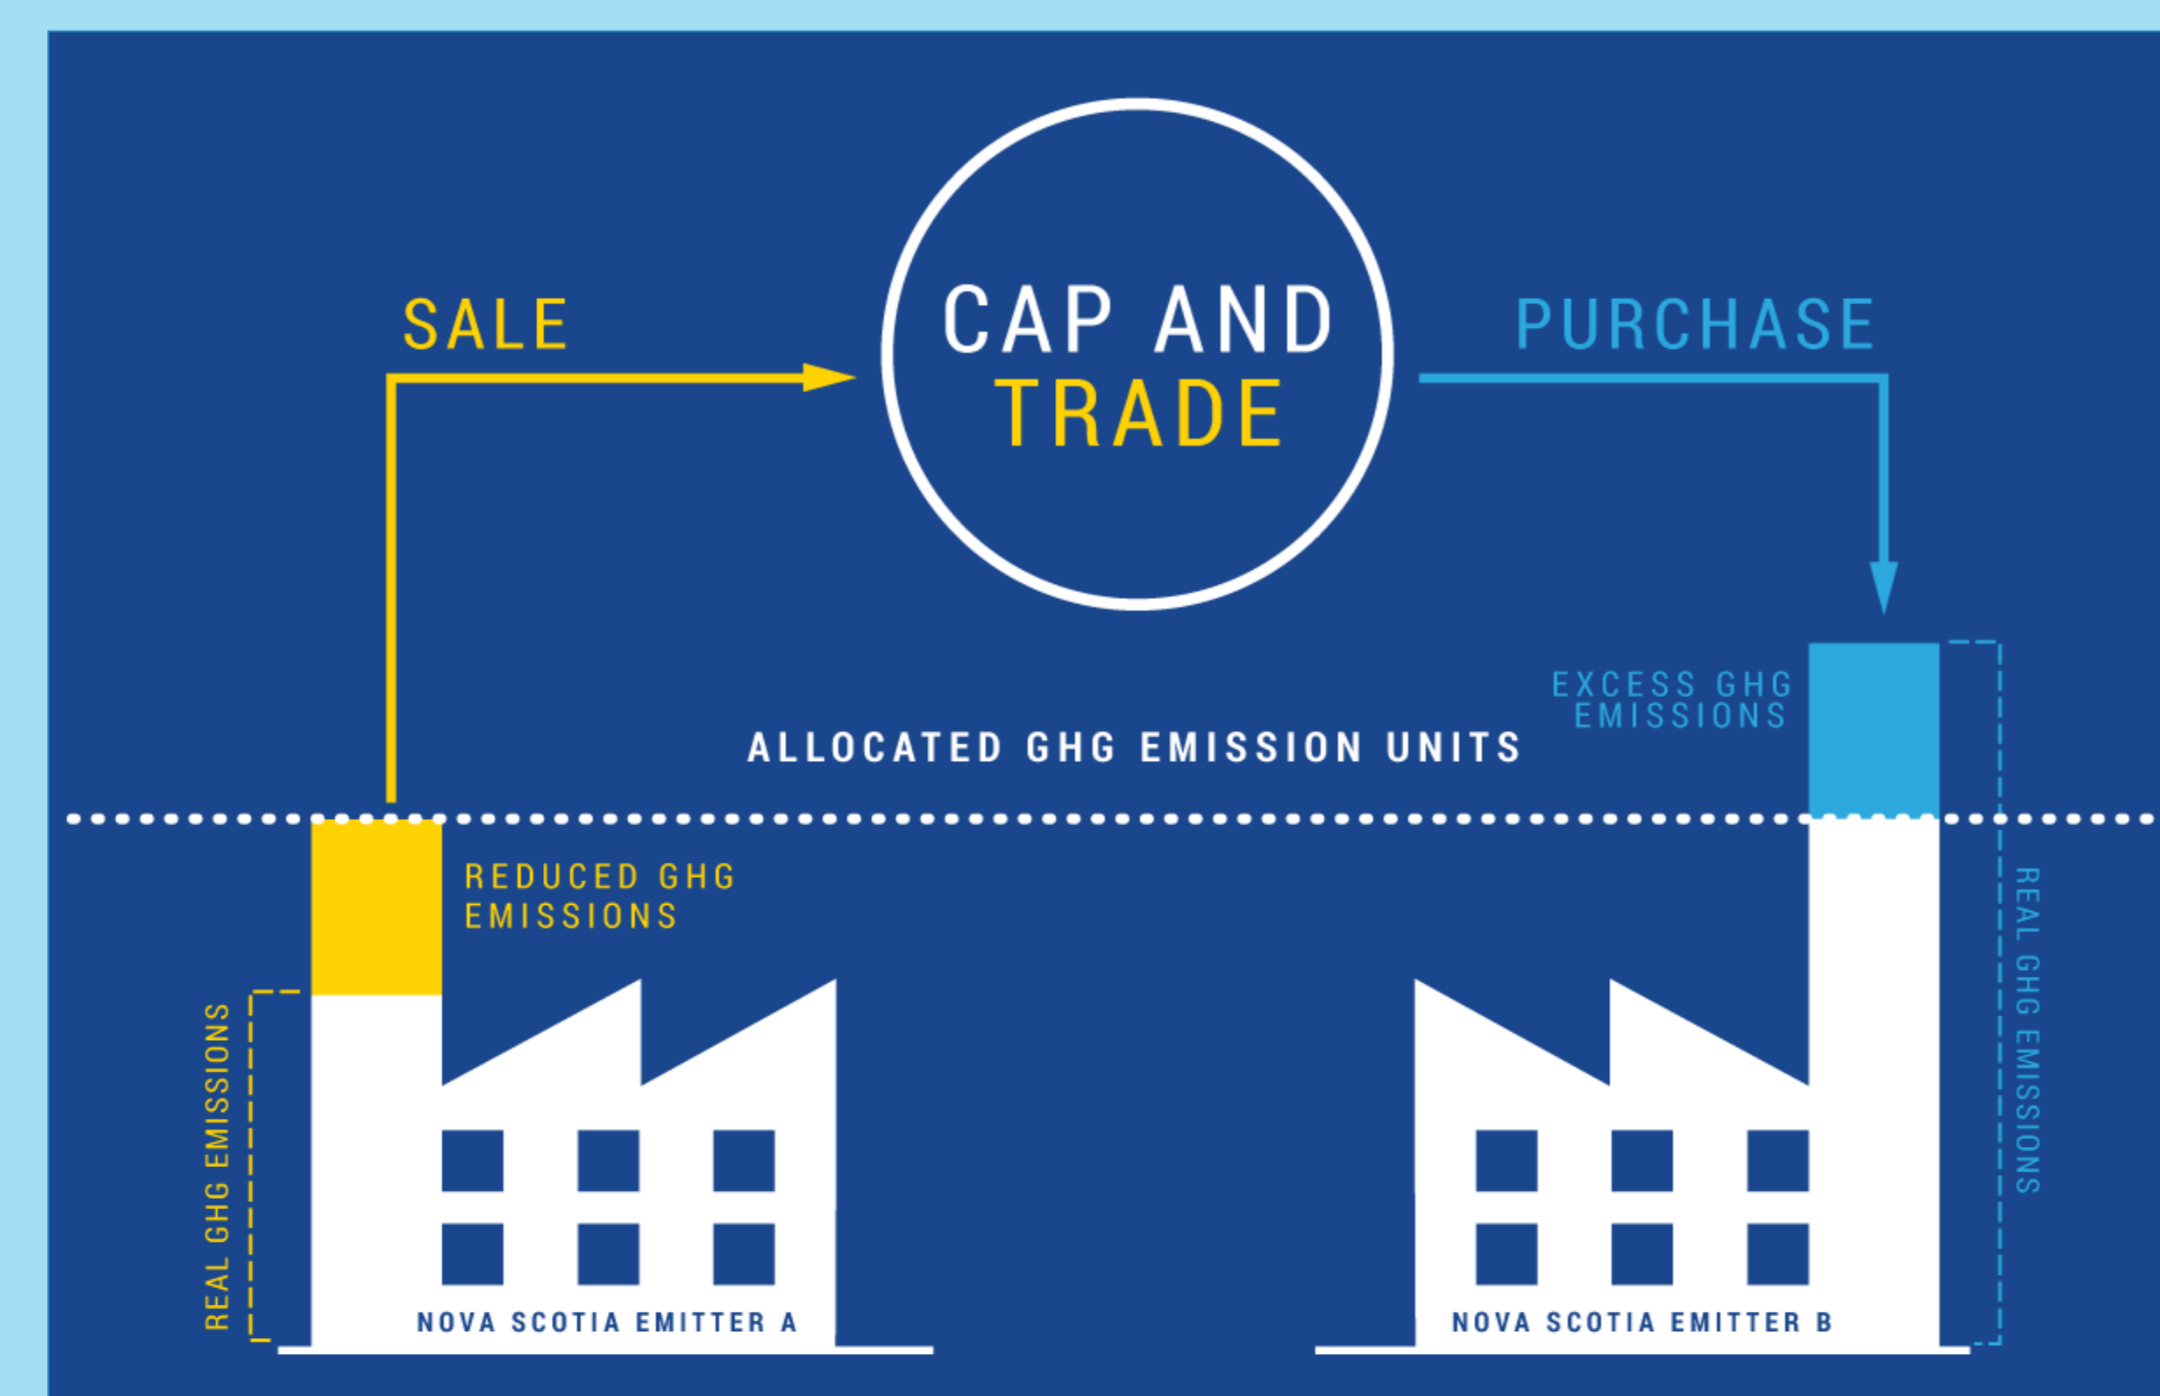 CAP AND
TRADE
SALE
PURCHASE
EXCESS GHG
EMISSIONS
ALLOCATED GHG EMISSION UNITS
REDUCED GHG
EMISSIONS
REAL GHG EMISSIONS
REAL GHG EMISSIONS
NOVA SCOTIA EMITTER A
NOVA SCOTIA EMITTER B